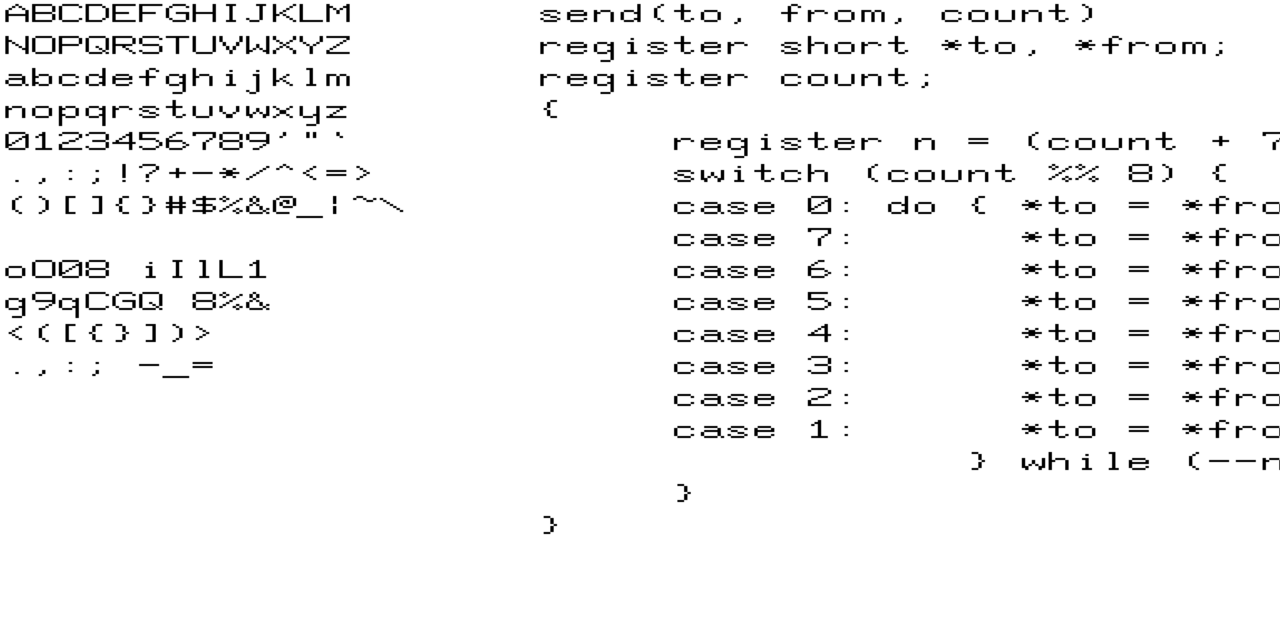 ABCDEFGHIJKLM
NOPQRSTUVWXYZ
abcdefghijklm
nopqrstuvwxyz
0123456789'"`
.,:;!?+-*/^<=>
()[]{}#$%&@_¦~\
oO08 iIlL1
g9qCGQ 8%&
<([{}])>
.,:; -_=
send(to, from, count)
register short *to, *from;
register count;
{
register n = (count + 7
switch (count %% 8) {
case 0: do { *to = *fro
case 7: *to = *fro
case 6: *to = *fro
case 5: *to = *fro
case 4: *to = *fro
case 3: *to = *fro
case 2: *to = *fro
case 1: *to = *fro
} while (--n
}
}